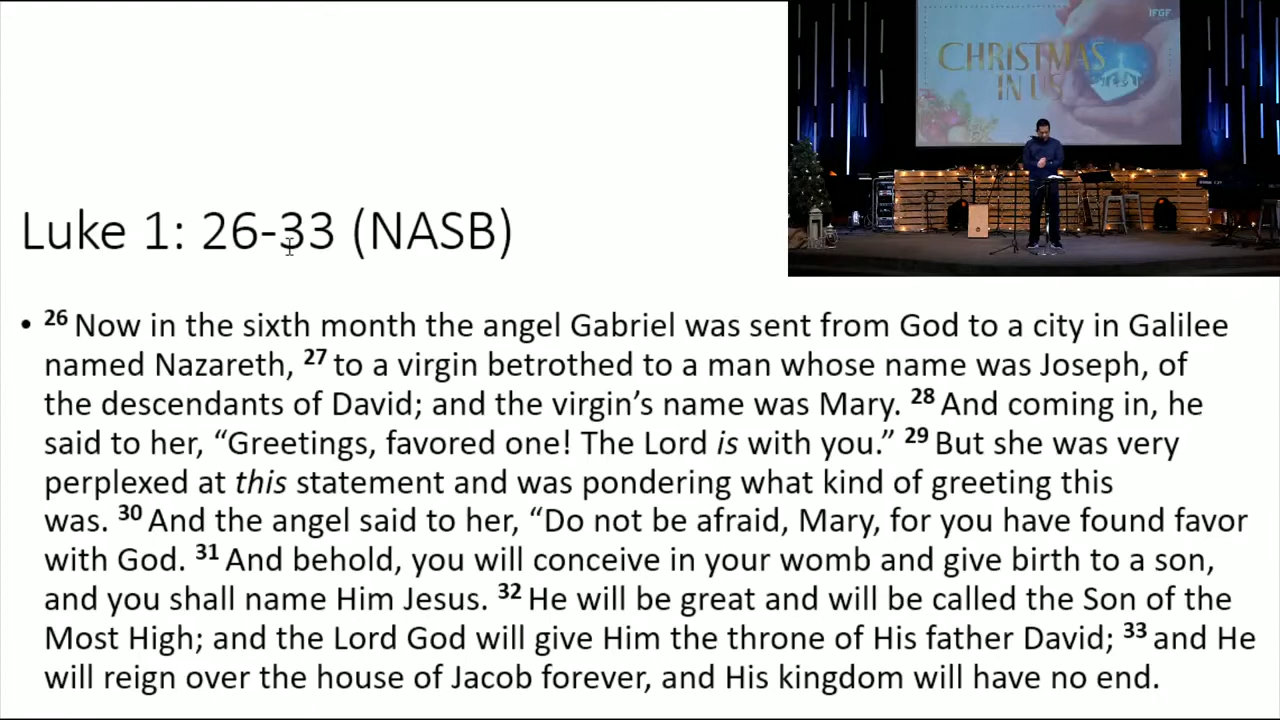 IFGF
CHRISTMAS
IN US
Luke 1: 26-33 (NASB)
• 26 Now in the sixth month the angel Gabriel was sent from God to a city in Galilee
named Nazareth, 27 to a virgin betrothed to a man whose name was Joseph, of
the descendants of David; and the virgin’s name was Mary. 28 And coming in, he
said to her, “Greetings, favored one! The Lord is with you.” 29 But she was very
perplexed at this statement and was pondering what kind of greeting this
was. 30 And the angel said to her, “Do not be afraid, Mary, for you have found favor
with God. 31 And behold, you will conceive in your womb and give birth to a son,
and you shall name Him Jesus. 32 He will be great and will be called the Son of the
Most High; and the Lord God will give Him the throne of His father David; 33 and He
will reign over the house of Jacob forever, and His kingdom will have no end.